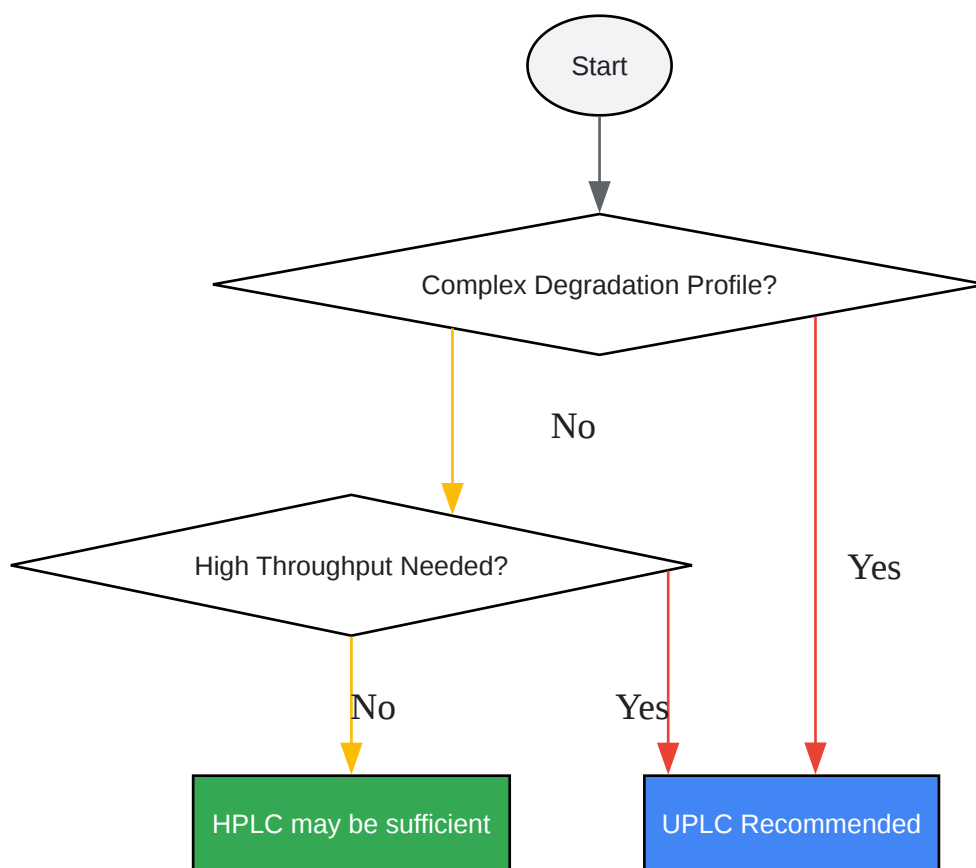 Start
Complex Degradation Profile?
No
High Throughput Needed?
Yes
No
Yes
HPLC may be sufficient
UPLC Recommended